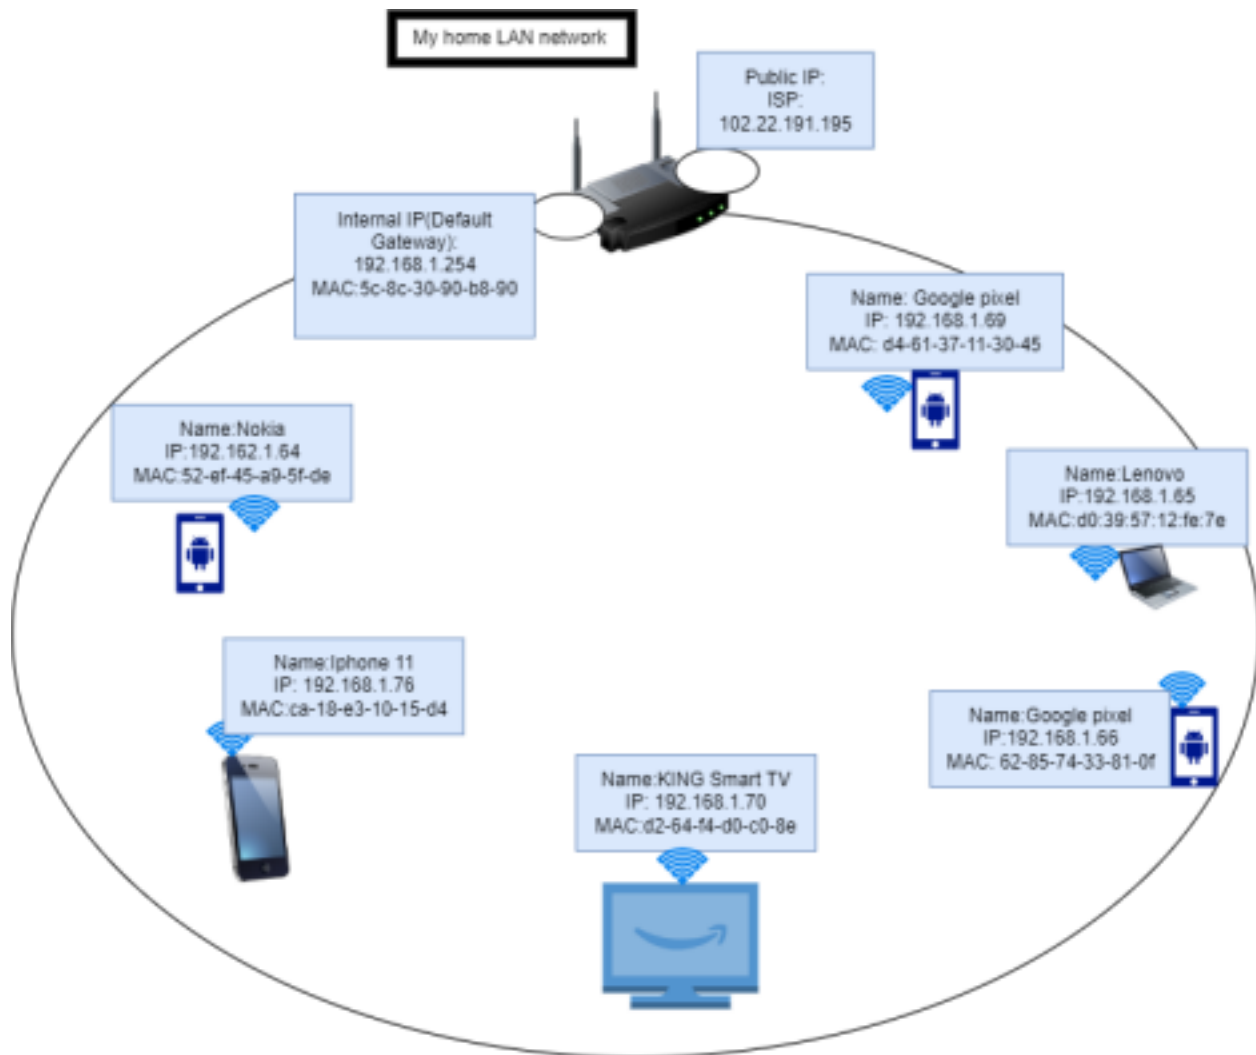 My home LAN network
Public IP:
ISP:
102.22.191.195
Internal IP(Default
Gateway):
192.168.1.254
MAC:5c-8c-30-90-b8-90
Name: Google pixel
IP: 192.168.1.69
MAC: d4-61-37-11-30-45
Name:Nokia
IP:192.162.1.64
MAC:52-ef-45-a9-5f-de
Name:Lenovo
IP:192.168.1.65
MAC:d0:39:57:12:fe:7e
Name:Iphone 11
IP: 192.168.1.76
MAC:ca-18-e3-10-15-d4
Name:Google pixel
IP:192.168.1.66
MAC: 62-85-74-33-81-0f
Name:KING Smart TV
IP: 192.168.1.70
MAC:d2-64-f4-d0-c0-8e